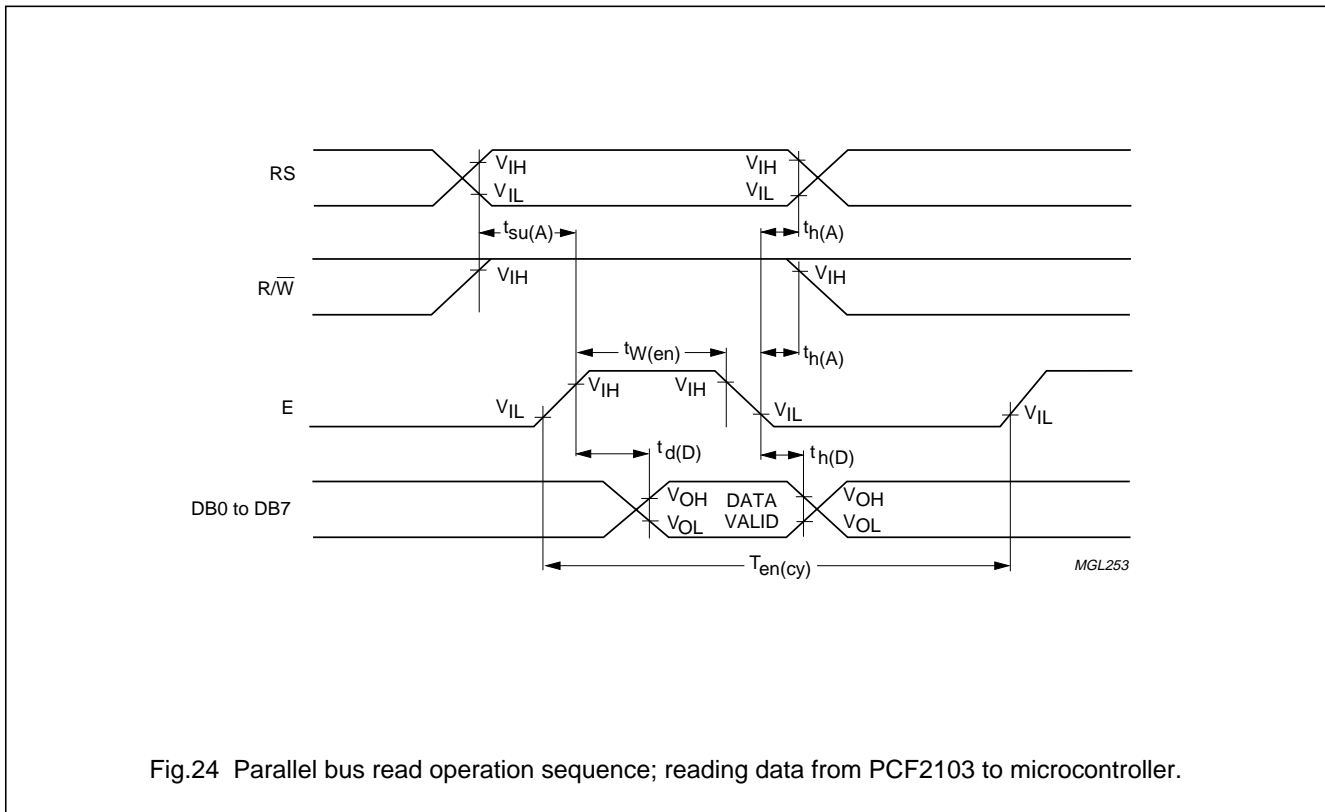 RS
VIH
VIL
VIH
VIL
tsu(A)
th(A)
R/W̅
VIH
VIH
tW(en)
th(A)
E
VIL
VIH
VIH
VIL
VIL
td(D)
th(D)
DB0 to DB7
VOH
VOL
DATA
VALID
VOH
VOL
Ten(cy)
MGL253
Fig.24 Parallel bus read operation sequence; reading data from PCF2103 to microcontroller.